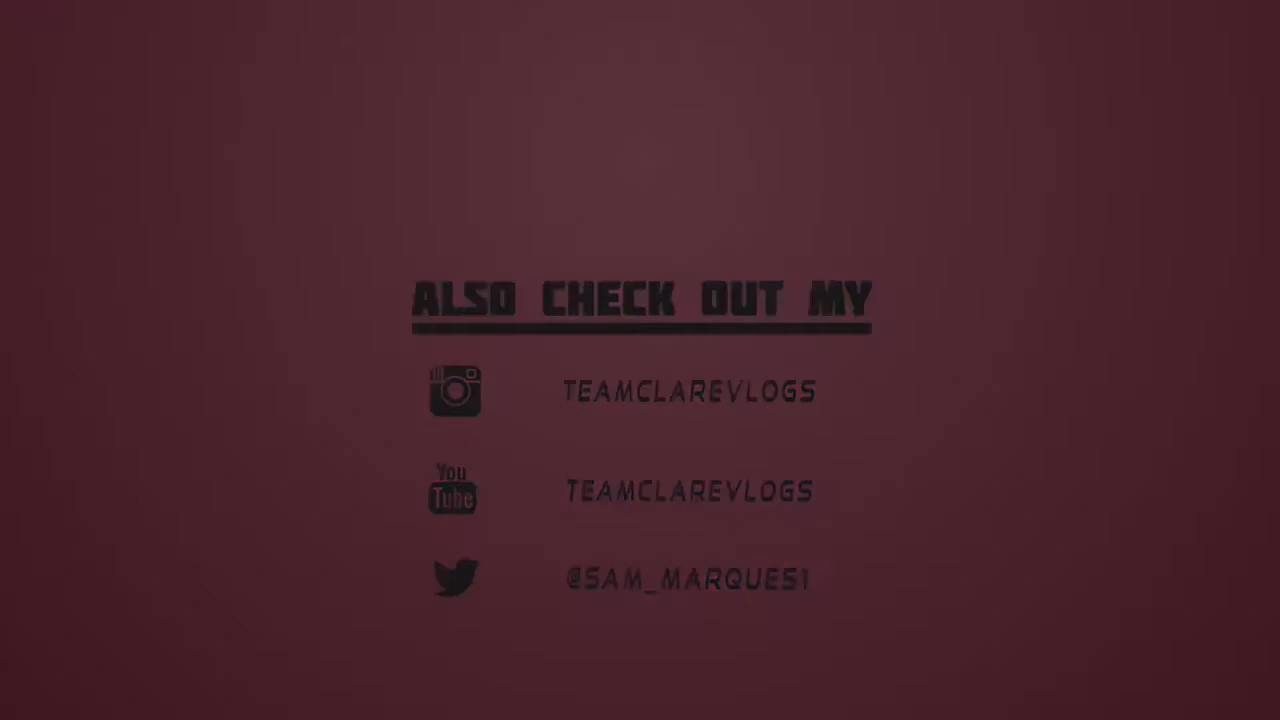 ALSO CHECK OUT MY
TEAMCLAREVLOGS
You
Tube
TEAMCLAREVLOGS
@SAM_MARQUES1